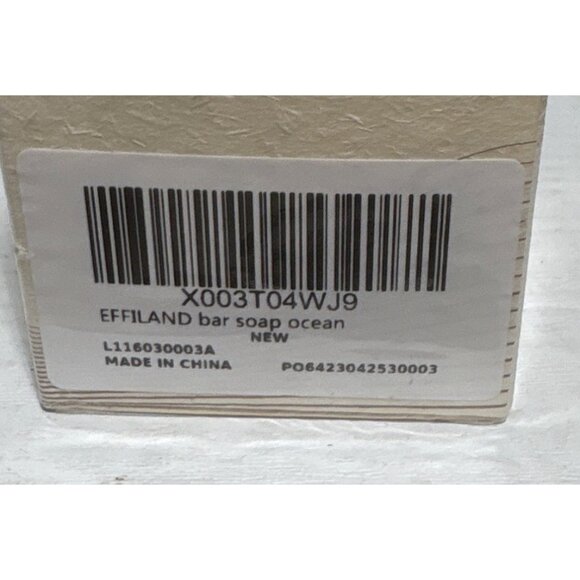 X003T04WJ9
EFFILAND bar soap ocean
NEW
L116030003A
MADE IN CHINA
PO6423042530003